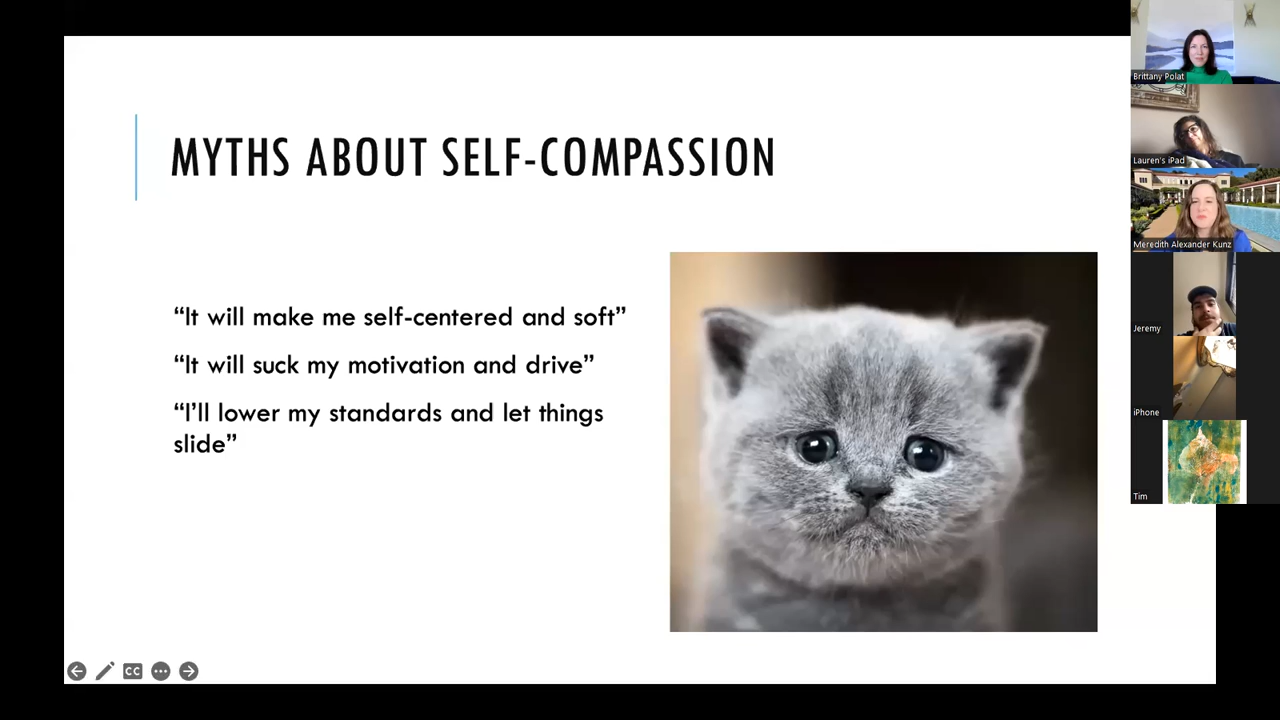 MYTHS ABOUT SELF-COMPASSION
“It will make me self-centered and soft”
“It will suck my motivation and drive”
“I’ll lower my standards and let things
slide”
CC
Brittany Polat
Lauren's iPad
Meredith Alexander Kunz
Jeremy
iPhone
Tim